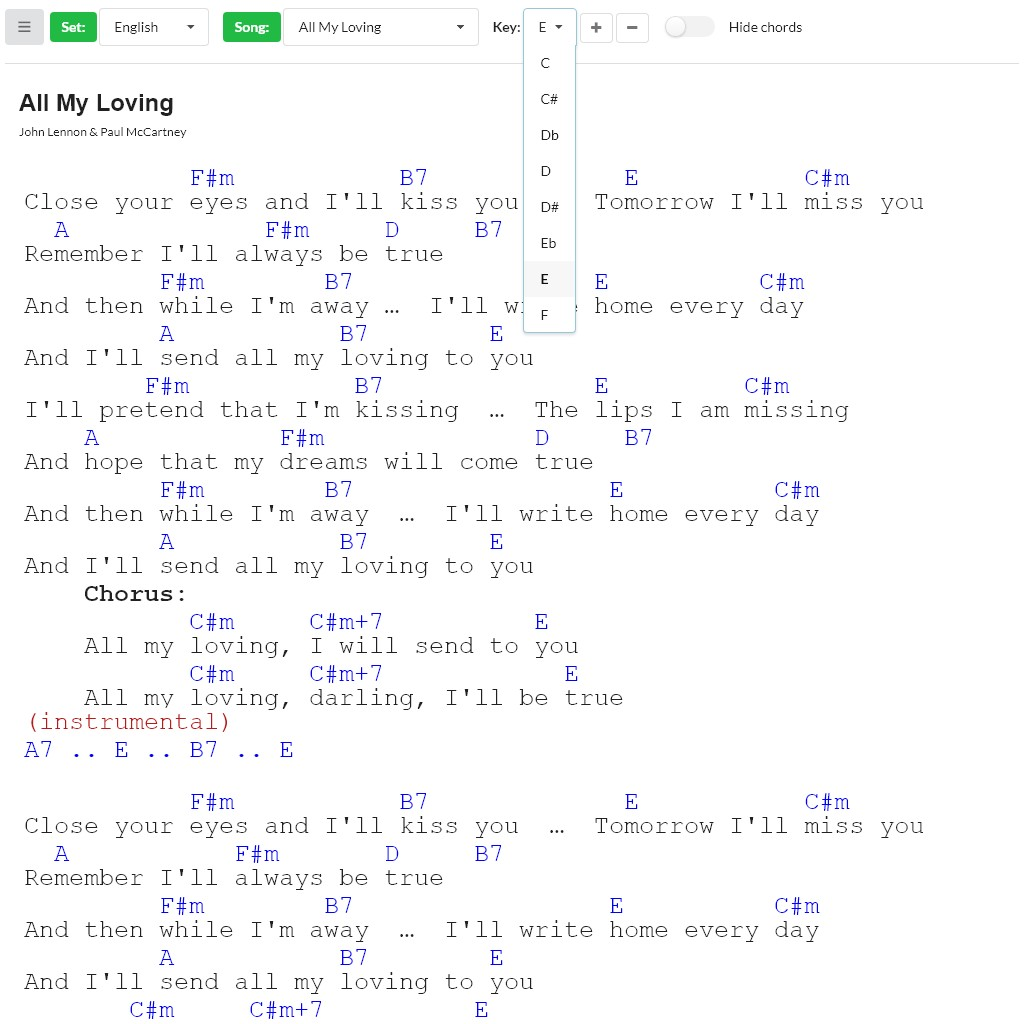 Set: English Song: All My Loving Key: E + − Hide chords
C
C#
Db
D
D#
Eb
E
F
All My Loving
John Lennon & Paul McCartney
F#m B7 E C#m
Close your eyes and I'll kiss you Tomorrow I'll miss you
A F#m D B7
Remember I'll always be true
F#m B7 E C#m
And then while I'm away … I'll home every day
A B7 E
And I'll send all my loving to you
F#m B7 E C#m
I'll pretend that I'm kissing … The lips I am missing
A F#m D B7
And hope that my dreams will come true
F#m B7 E C#m
And then while I'm away … I'll write home every day
A B7 E
And I'll send all my loving to you
Chorus:
C#m C#m+7 E
All my loving, I will send to you
C#m C#m+7 E
All my loving, darling, I'll be true
(instrumental)
A7 .. E .. B7 .. E
F#m B7 E C#m
Close your eyes and I'll kiss you … Tomorrow I'll miss you
A F#m D B7
Remember I'll always be true
F#m B7 E C#m
And then while I'm away … I'll write home every day
A B7 E
And I'll send all my loving to you
C#m C#m+7 E